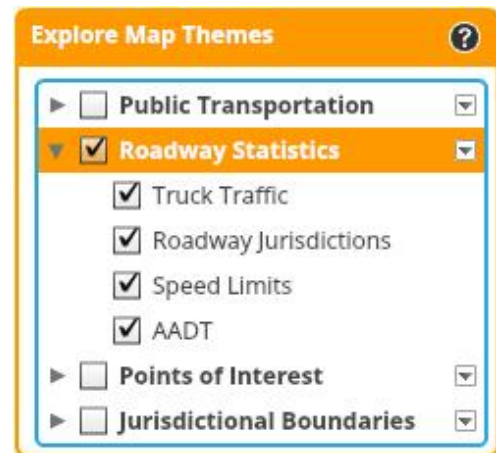 Explore Map Themes ?
Public Transportation
Roadway Statistics
Truck Traffic
Roadway Jurisdictions
Speed Limits
AADT
Points of Interest
Jurisdictional Boundaries